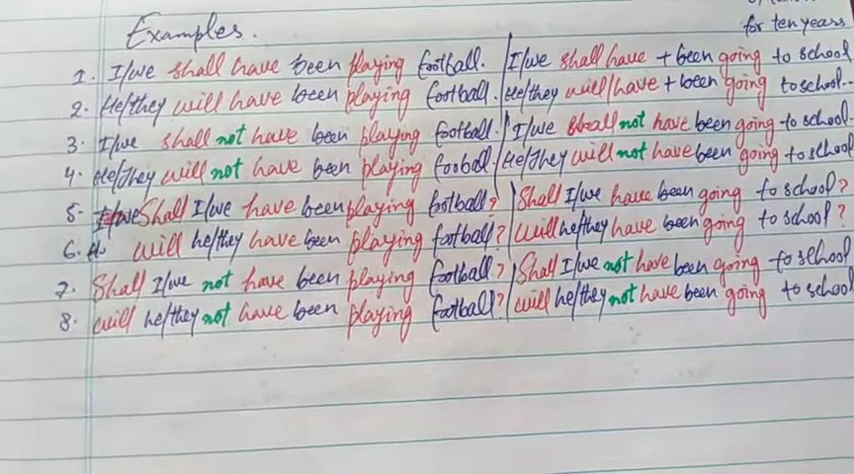 for ten years
Examples.
1. I/we shall have been playing football. I/we shall have + been going to school
2. He/they will have been playing football. He/they will/have + been going to school.
3. I/we shall not have been playing football. I/we shall not have been going to school.
4. He/They will not have been playing fooboll. He/They will not have been going to school
5. I/we Shall I/we have been playing football? Shall I/we have been going to school?
6. H will he/they have been playing football? will he/they have been going to school?
7. Shall I/we not have been playing football? Shall I/we not have been going to school
8. will he/they not have been playing football? will he/they not have been going to school